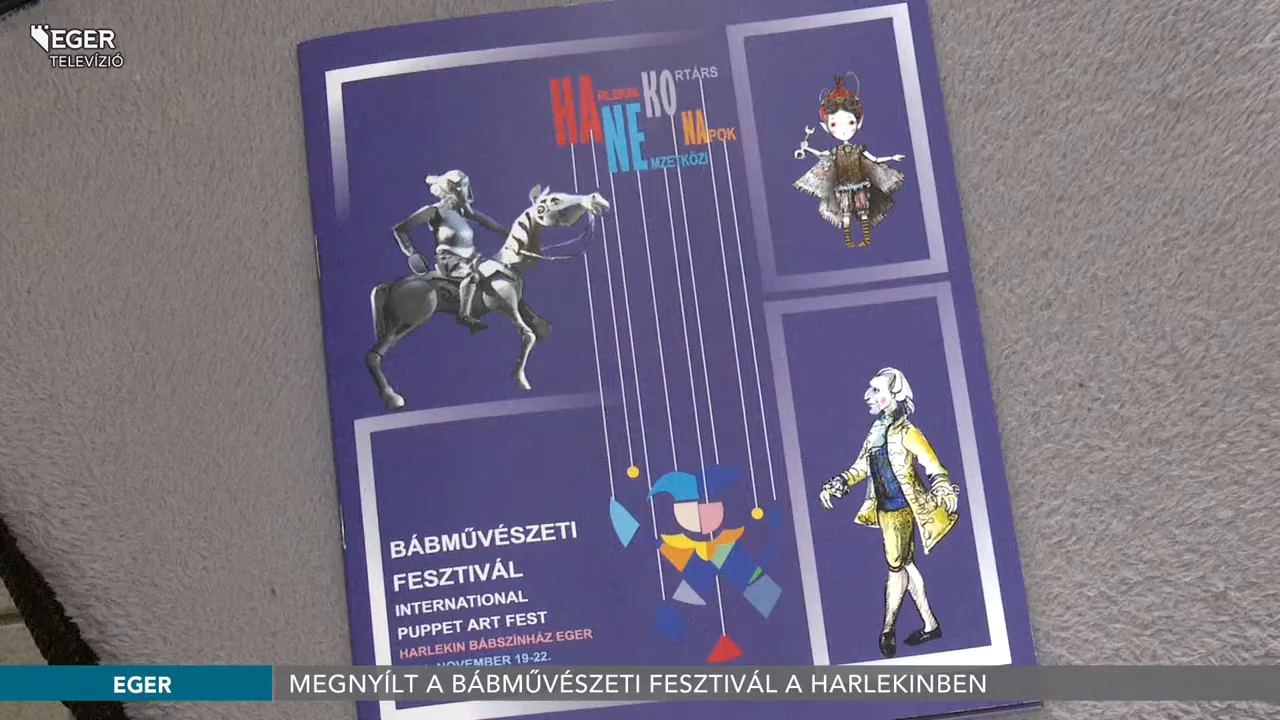 EGER
TELEVÍZIÓ
HARLEKIN KORTÁRS
NEMZETKÖZI NAPOK
BÁBMŰVÉSZETI
FESZTIVÁL
INTERNATIONAL
PUPPET ART FEST
HARLEKIN BÁBSZÍNHÁZ EGER
NOVEMBER 19-22.
EGER
MEGNYÍLT A BÁBMŰVÉSZETI FESZTIVÁL A HARLEKINBEN